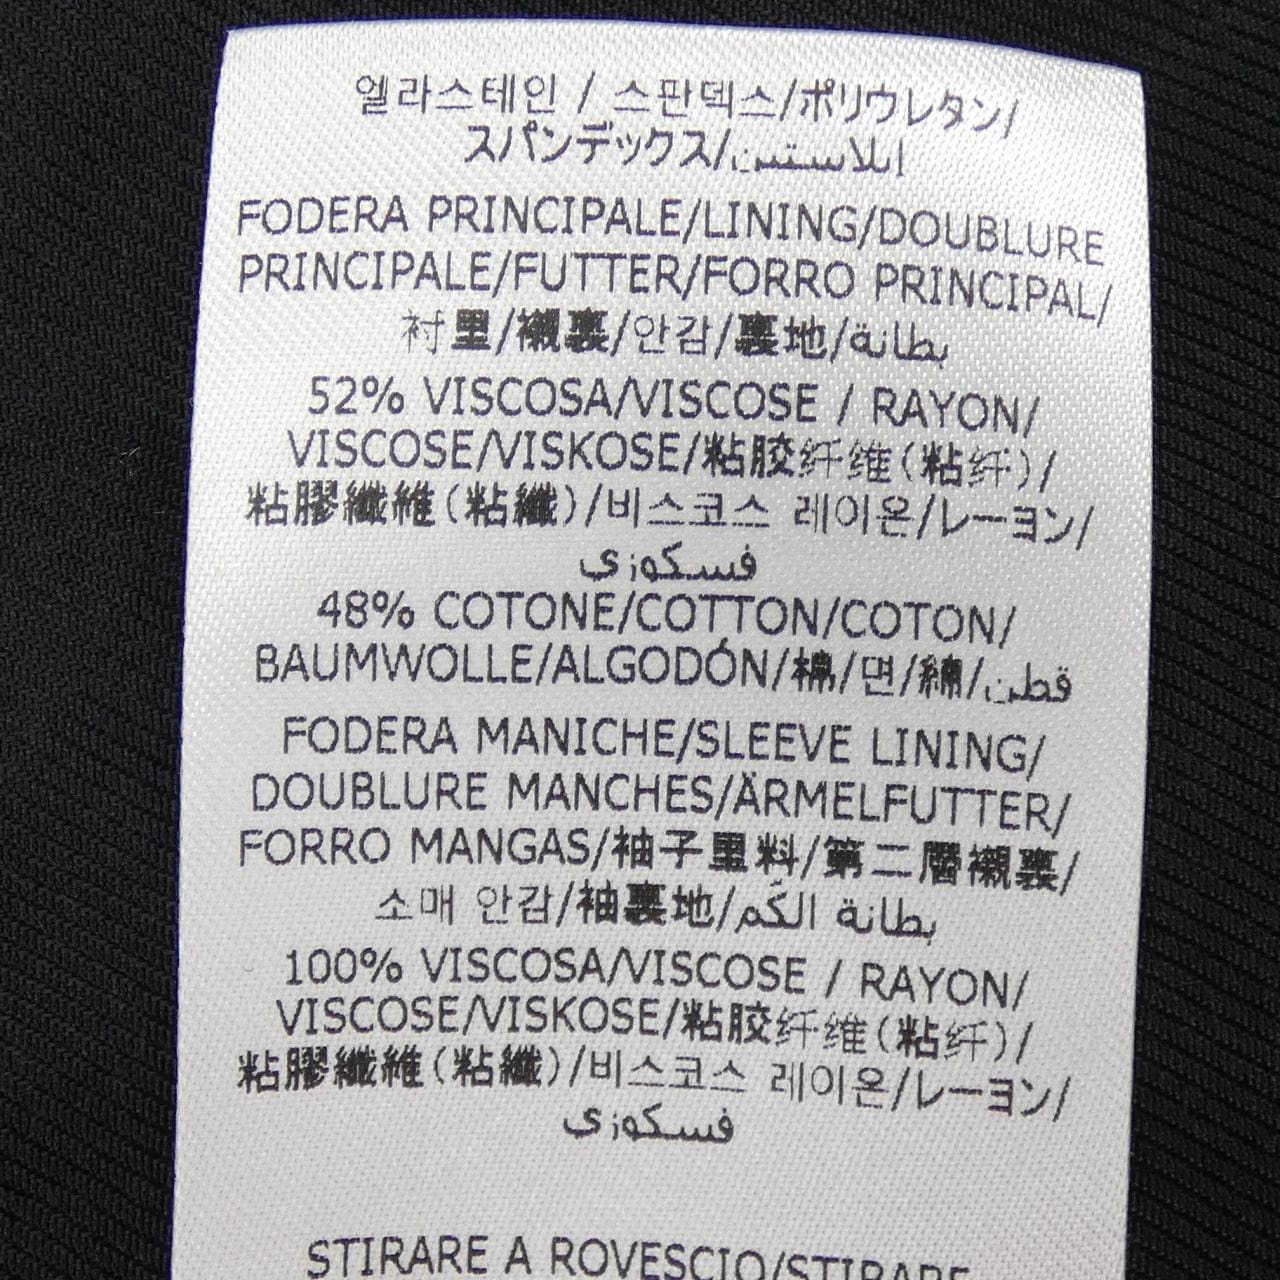 엘라스테인 / 스판덱스/ポリウレタン/
スパンデックス/ايلاستين
FODERA PRINCIPALE/LINING/DOUBLURE
PRINCIPALE/FUTTER/FORRO PRINCIPAL/
衬里/襯裏/안감/裏地/بطانة
52% VISCOSA/VISCOSE / RAYON/
VISCOSE/VISKOSE/粘胶纤维(粘纤)/
粘膠纖維(粘纖)/비스코스 레이온/レーヨン/
فسكوزي
48% COTONE/COTTON/COTON/
BAUMWOLLE/ALGODÓN/棉/면/綿/قطن
FODERA MANICHE/SLEEVE LINING/
DOUBLURE MANCHES/ÄRMELFUTTER/
FORRO MANGAS/袖子里料/第二層襯裏/
소매 안감/袖裏地/بطانة الكم
100% VISCOSA/VISCOSE / RAYON/
VISCOSE/VISKOSE/粘胶纤维(粘纤)/
粘膠纖維(粘纖)/비스코스 레이온/レーヨン/
فسكوزي
STIRARE A ROVESCIO/STIRARE